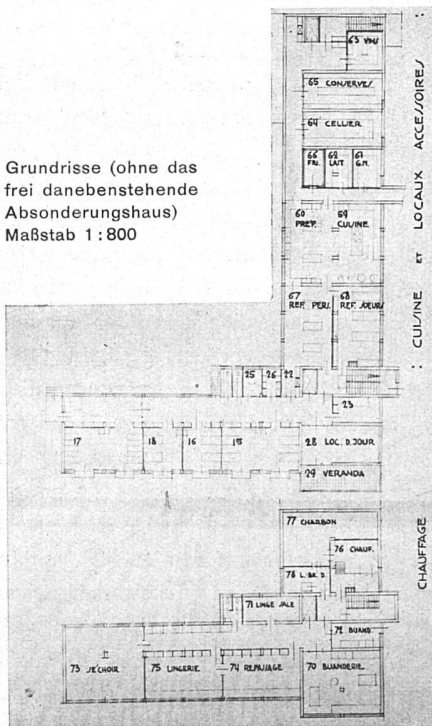 Grundrisse (ohne das
frei danebenstehende
Absonderungshaus)
Maßstab 1 : 800
63 VINS
65 CONSERVES
64 CELLIER
66 FRI.
62 LAIT
61 G.M.
60 PREP.
59 CUISINE
67 REF. PERS.
68 REF. SOEURS
: CUISINE ET LOCAUX ACCESSOIRES :
25
26
22
23
17
18
16
15
28 LOC. D. JOUR
29 VERANDA
77 CHARBON
76 CHAUF.
78 L. BR. D.
71 LINGE SALE
72 BUAND.
73 SECHOIR
75 LINGERIE
74 REPASSAGE
70 BUANDERIE
CHAUFFAGE